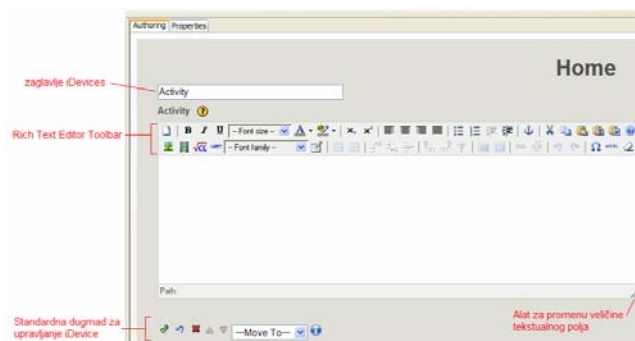 Authoring Properties
Home
zaglavlje iDevices
Activity
Activity
Rich Text Editor Toolbar
B I U -- Font size --
-- Font family --
HTML
Path:
Standardna dugmad za
upravljanje iDevice
---Move To---
Alat za promenu veličine
tekstualnog polja